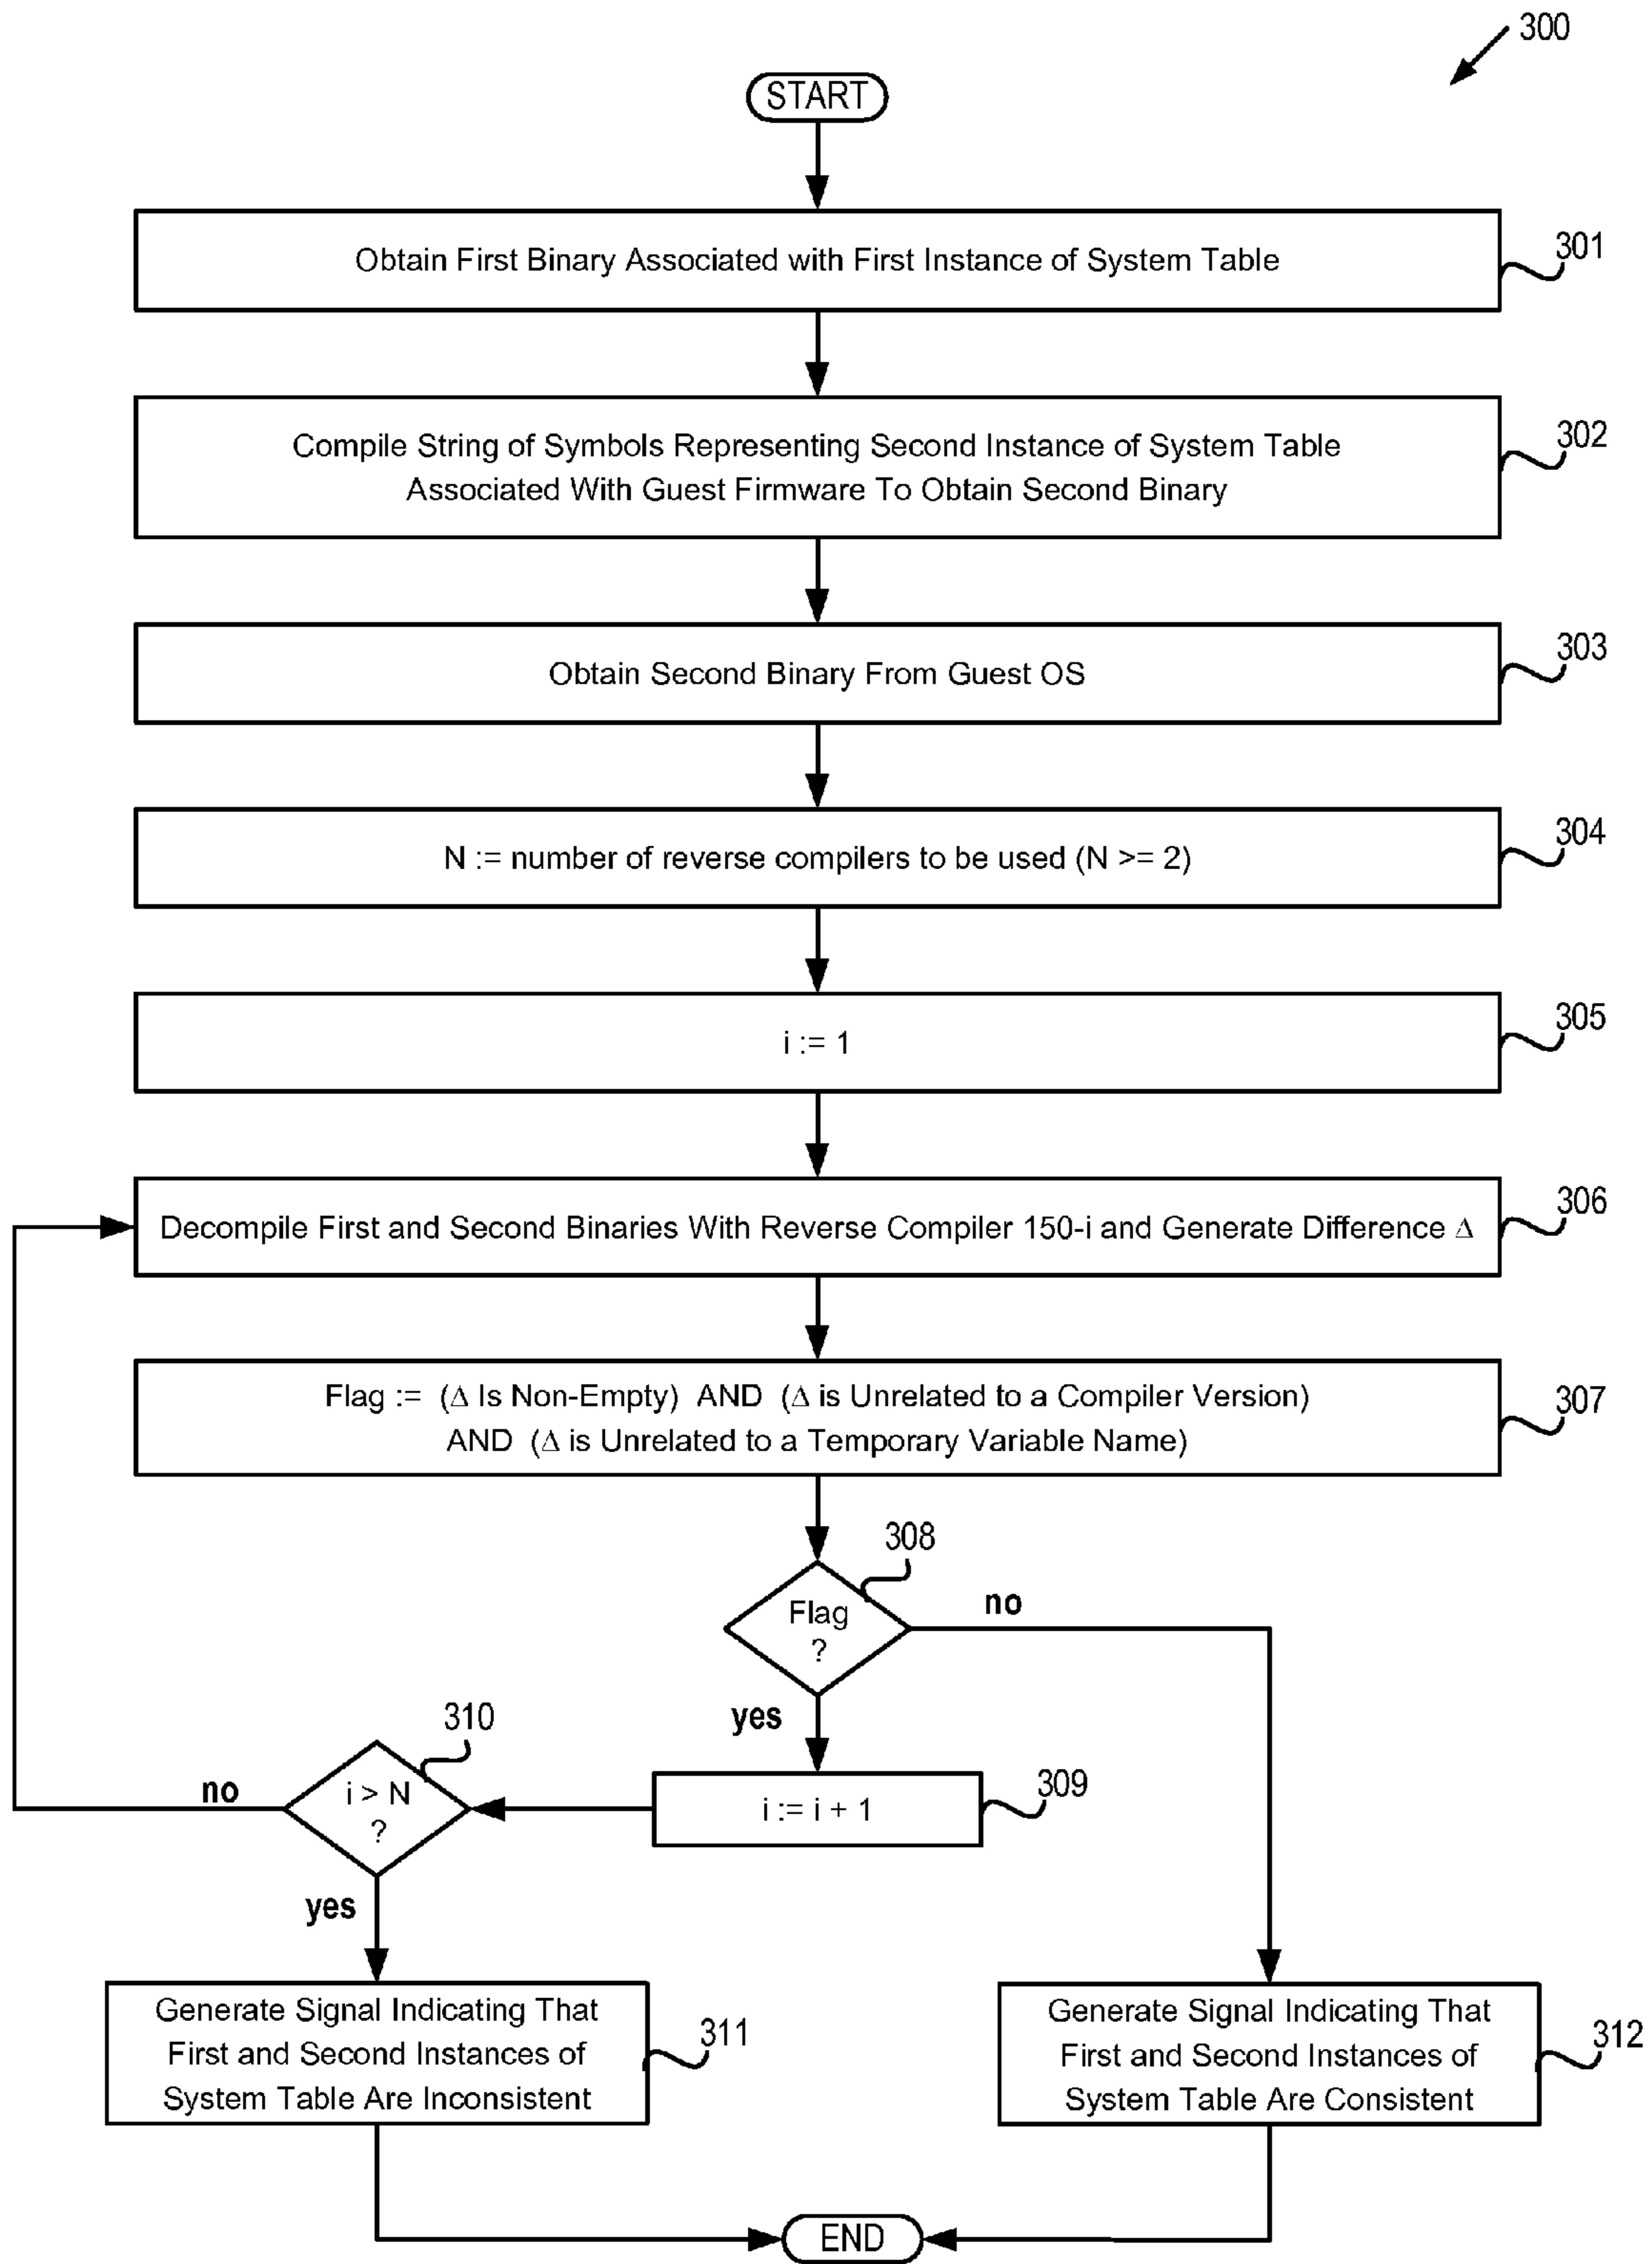 300
START
Obtain First Binary Associated with First Instance of System Table
301
Compile String of Symbols Representing Second Instance of System Table
Associated With Guest Firmware To Obtain Second Binary
302
Obtain Second Binary From Guest OS
303
N := number of reverse compilers to be used (N >= 2)
304
i := 1
305
Decompile First and Second Binaries With Reverse Compiler 150-i and Generate Difference Δ
306
Flag := (Δ Is Non-Empty) AND (Δ is Unrelated to a Compiler Version)
AND (Δ is Unrelated to a Temporary Variable Name)
307
308
Flag
?
no
yes
310
i > N
?
no
i := i + 1
309
yes
Generate Signal Indicating That
First and Second Instances of
System Table Are Inconsistent
311
Generate Signal Indicating That
First and Second Instances of
System Table Are Consistent
312
END